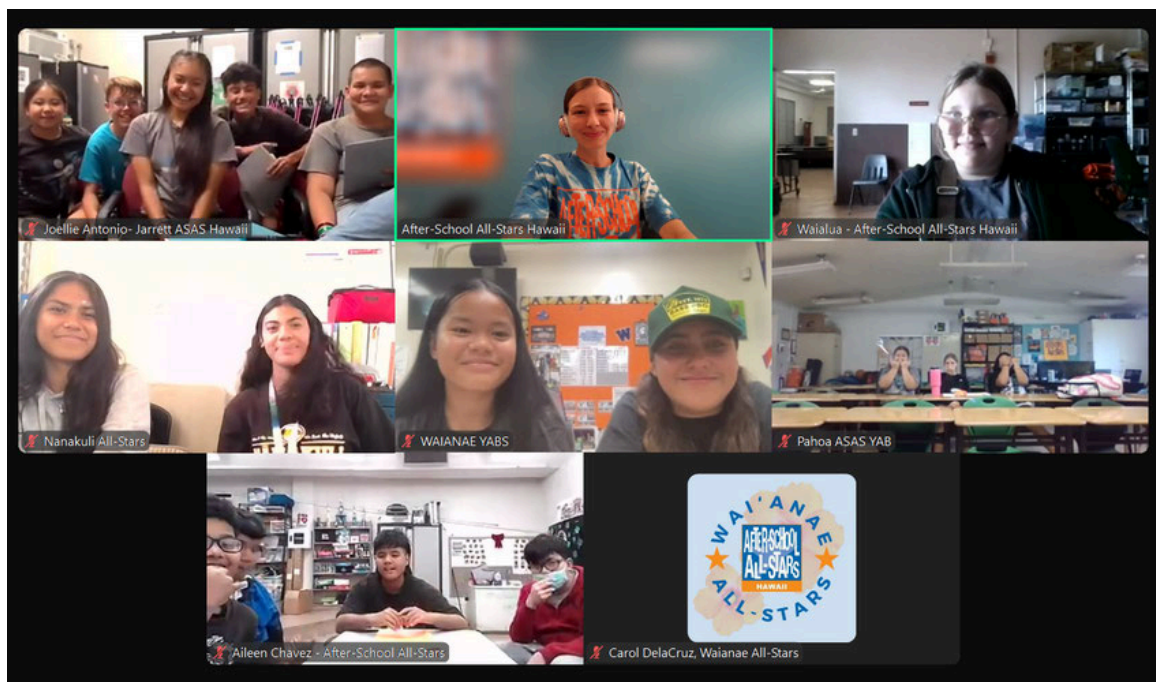 Joellie Antonio- Jarrett ASAS Hawaii
AFTER-SCHOOL
After-School All-Stars Hawaii
Waialua - After-School All-Stars Hawaii
Nanakuli All-Stars
WAIANAE YABS
Pahoa ASAS YAB
Aileen Chavez - After-School All-Stars
WAI'ANAE
AFTER-SCHOOL
ALL-STARS
HAWAII
ALL-STARS
Carol DelaCruz, Waianae All-Stars